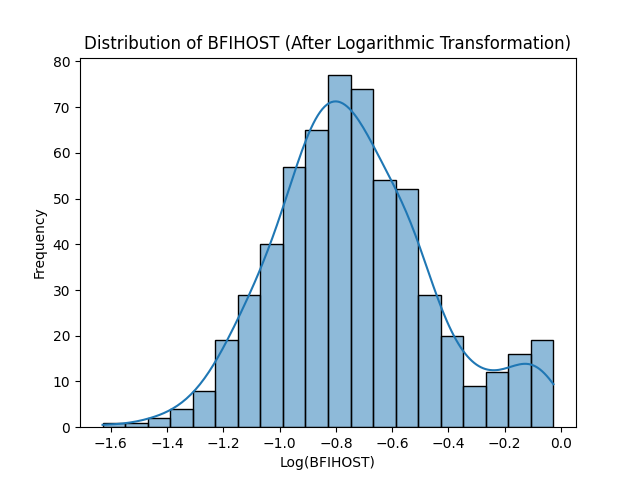 Distribution of BFIHOST (After Logarithmic Transformation)
80
70
60
50
40
30
20
10
0
Frequency
−1.6 −1.4 −1.2 −1.0 −0.8 −0.6 −0.4 −0.2 0.0
Log(BFIHOST)